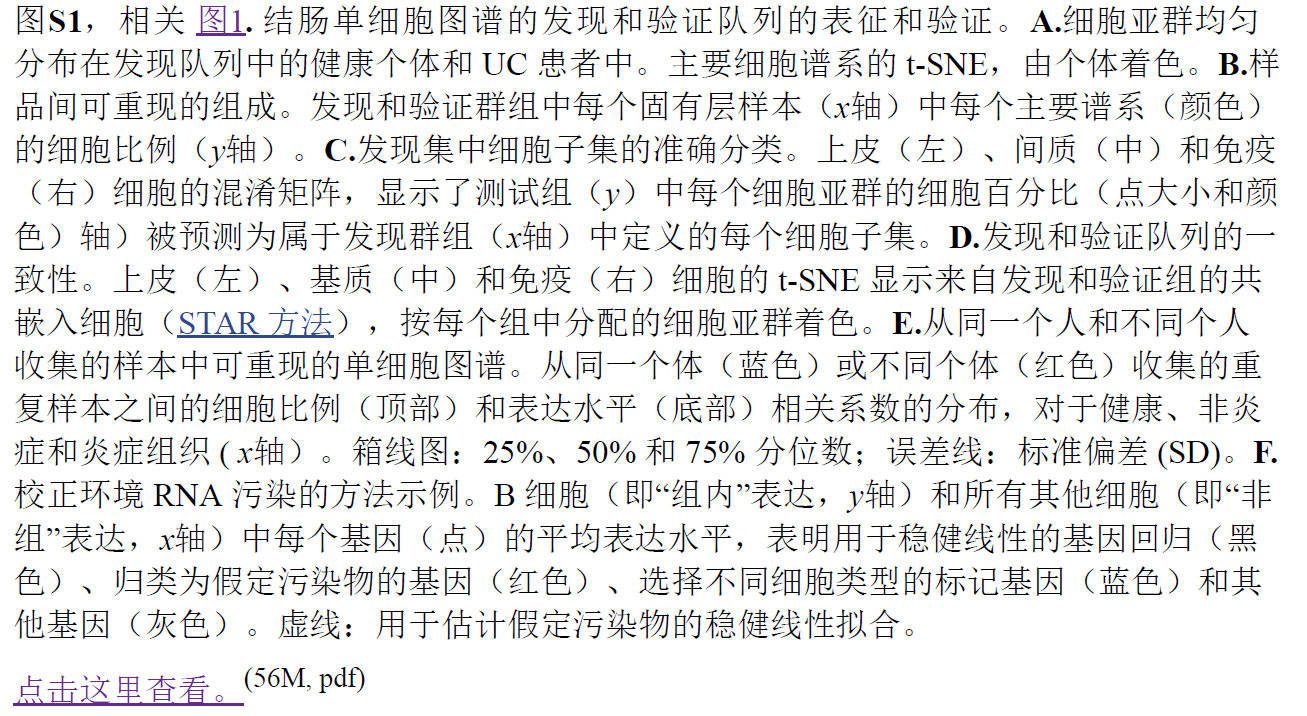 图S1，相关 图1. 结肠单细胞图谱的发现和验证队列的表征和验证。A.细胞亚群均匀
分布在发现队列中的健康个体和 UC 患者中。主要细胞谱系的 t-SNE，由个体着色。B.样
品间可重现的组成。发现和验证群组中每个固有层样本（x轴）中每个主要谱系（颜色）
的细胞比例（y轴）。C.发现集中细胞子集的准确分类。上皮（左）、间质（中）和免疫
（右）细胞的混淆矩阵，显示了测试组（y）中每个细胞亚群的细胞百分比（点大小和颜
色）轴）被预测为属于发现群组（x轴）中定义的每个细胞子集。D.发现和验证队列的一
致性。上皮（左）、基质（中）和免疫（右）细胞的 t-SNE 显示来自发现和验证组的共
嵌入细胞（STAR 方法），按每个组中分配的细胞亚群着色。E.从同一个人和不同个人
收集的样本中可重现的单细胞图谱。从同一个体（蓝色）或不同个体（红色）收集的重
复样本之间的细胞比例（顶部）和表达水平（底部）相关系数的分布，对于健康、非炎
症和炎症组织 ( x轴）。箱线图：25%、50% 和 75% 分位数；误差线：标准偏差 (SD)。F.
校正环境 RNA 污染的方法示例。B 细胞（即“组内”表达，y轴）和所有其他细胞（即“非
组”表达，x轴）中每个基因（点）的平均表达水平，表明用于稳健线性的基因回归（黑
色）、归类为假定污染物的基因（红色）、选择不同细胞类型的标记基因（蓝色）和其
他基因（灰色）。虚线：用于估计假定污染物的稳健线性拟合。
点击这里查看。(56M, pdf)